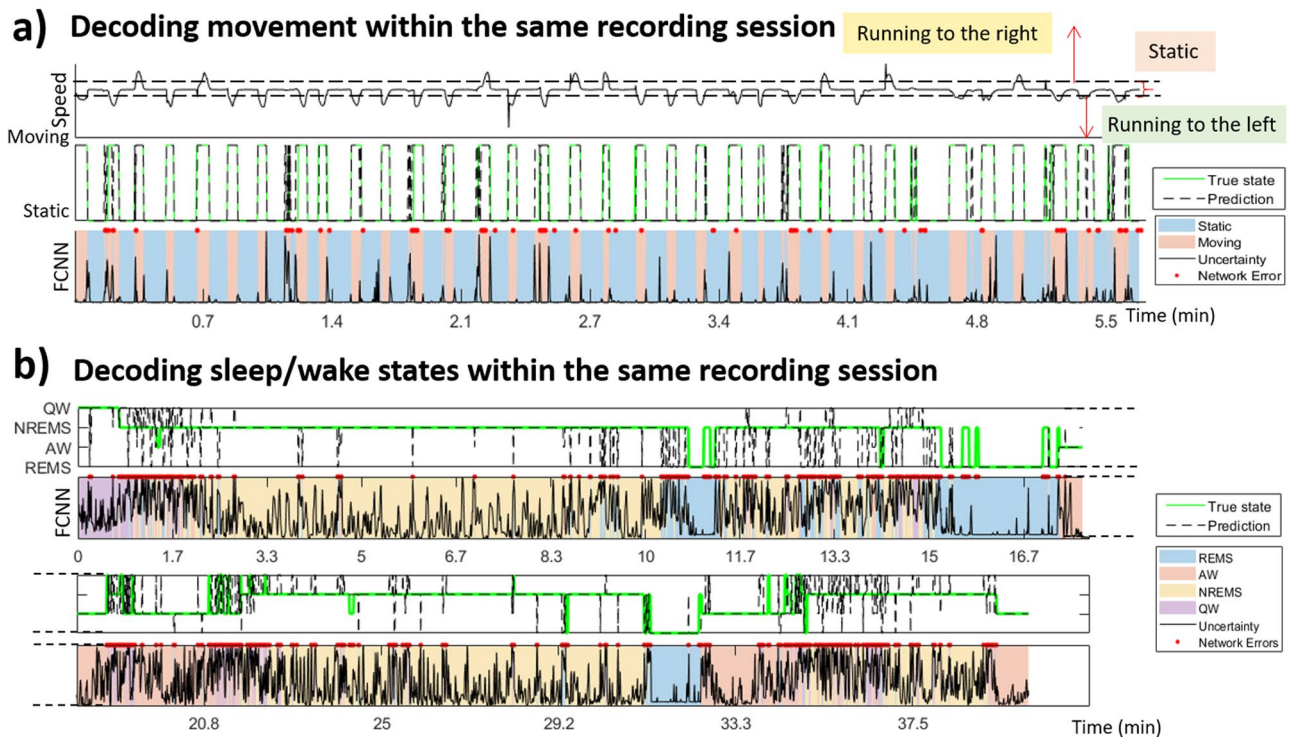 a) Decoding movement within the same recording session
Running to the right
Static
Speed
Running to the left
Moving
Static
True state
Prediction
FCNN
Static
Moving
Uncertainty
Network Error
0.7 1.4 2.1 2.7 3.4 4.1 4.8 5.5 Time (min)
b) Decoding sleep/wake states within the same recording session
QW
NREMS
AW
REMS
FCNN
True state
Prediction
0 1.7 3.3 5 6.7 8.3 10 11.7 13.3 15 16.7
REMS
AW
NREMS
QW
Uncertainty
Network Errors
20.8 25 29.2 33.3 37.5 Time (min)